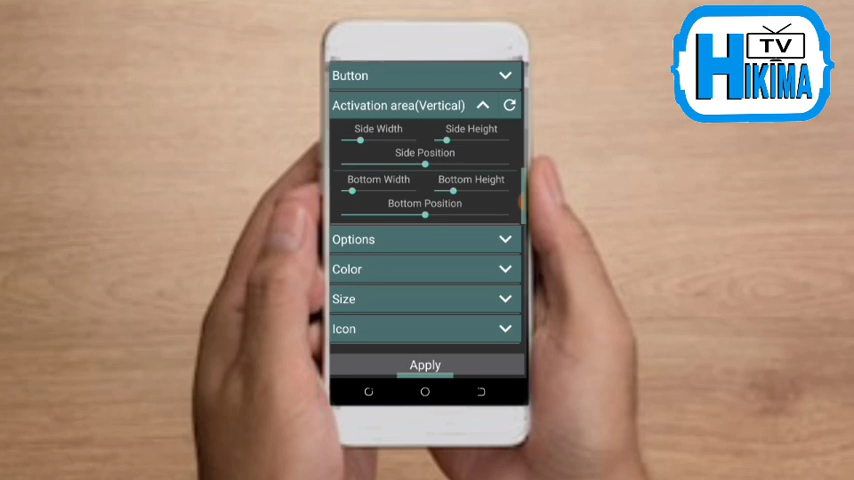 Button
Activation area(Vertical)
Side Width Side Height
Side Position
Bottom Width Bottom Height
Bottom Position
Options
Color
Size
Icon
Apply
TV
HIKIMA